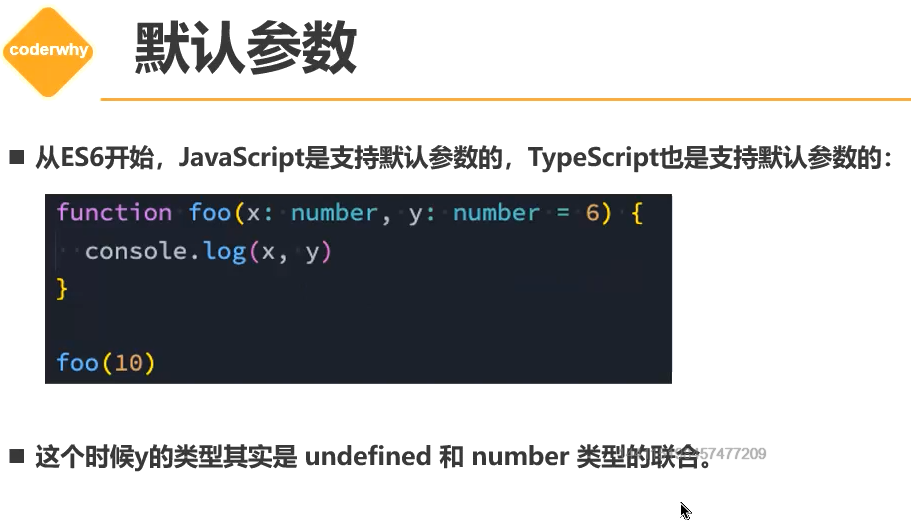 coderwhy
默认参数
■ 从ES6开始，JavaScript是支持默认参数的，TypeScript也是支持默认参数的：
function foo(x: number, y: number = 6) {
  console.log(x, y)
}
foo(10)
■ 这个时候y的类型其实是 undefined 和 number 类型的联合。